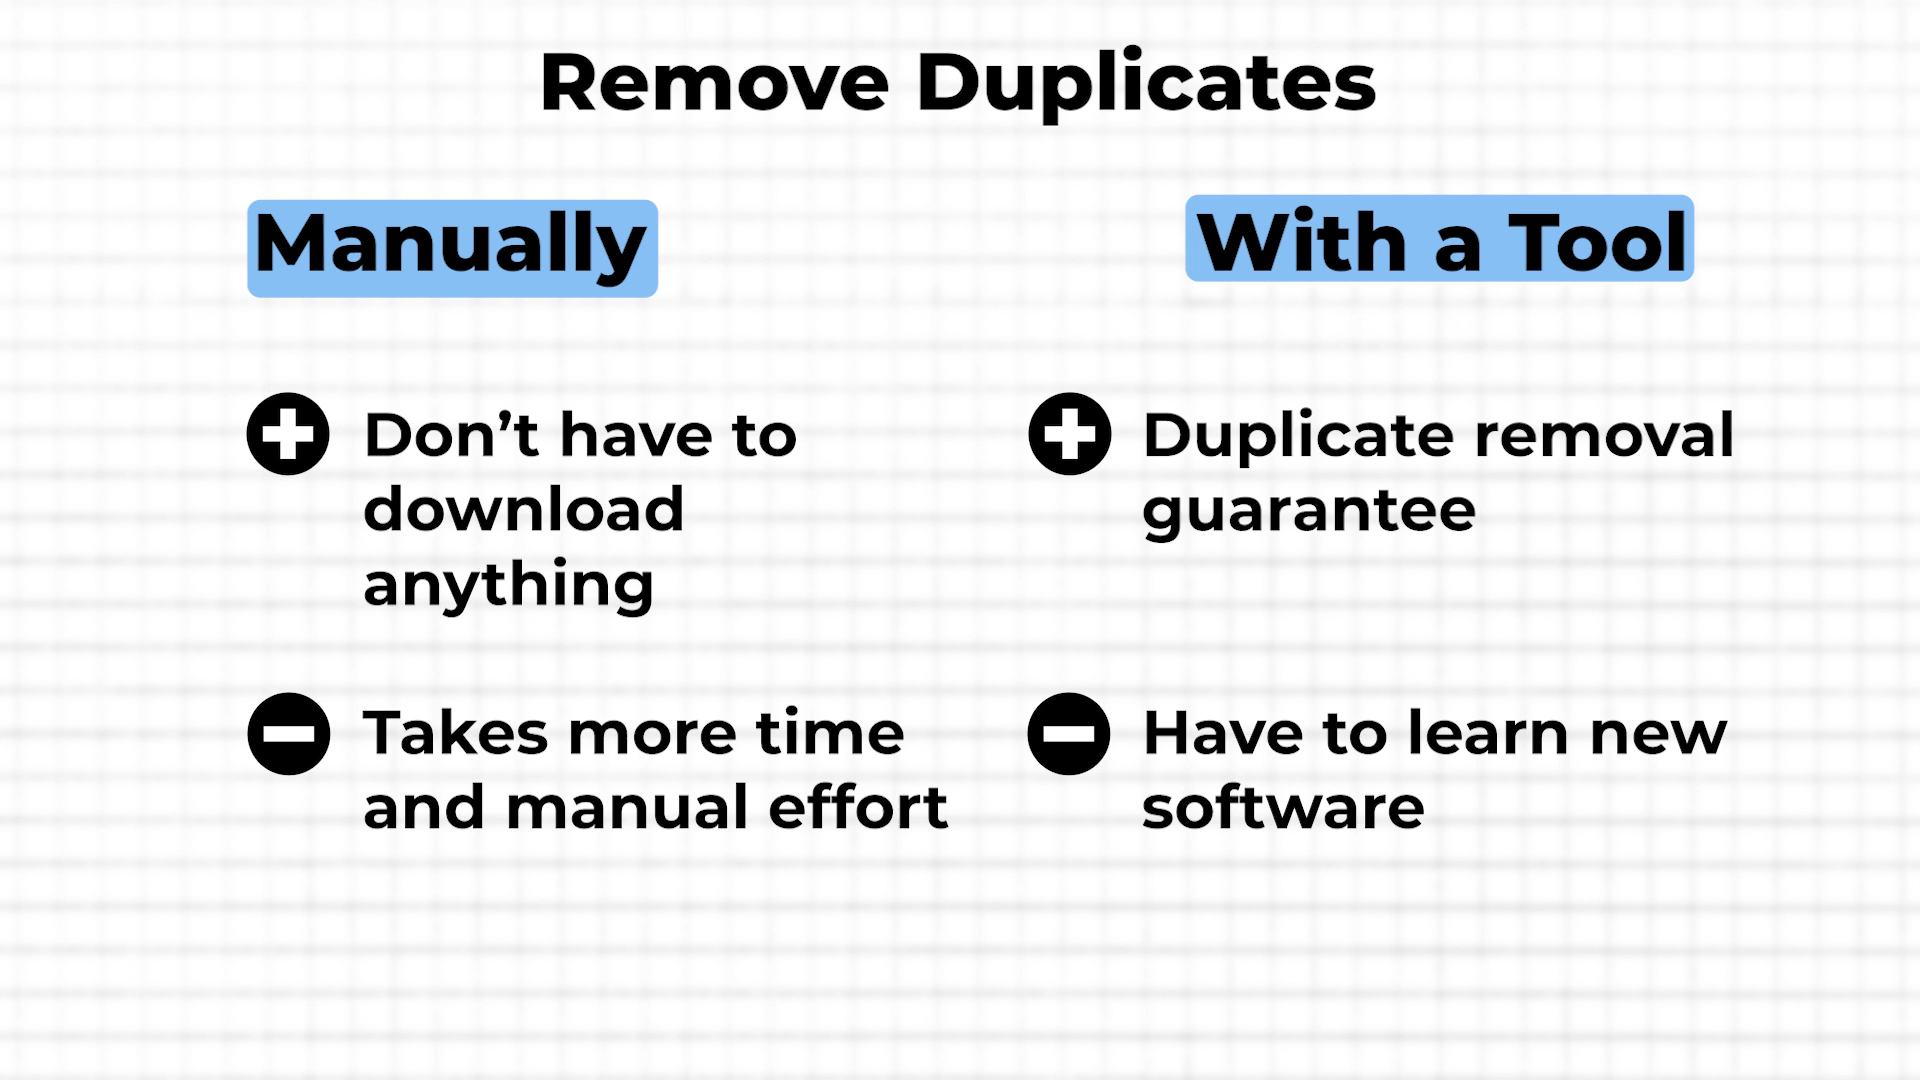 Remove Duplicates
Manually
Don’t have to
download
anything
Takes more time
and manual effort
With a Tool
Duplicate removal
guarantee
Have to learn new
software